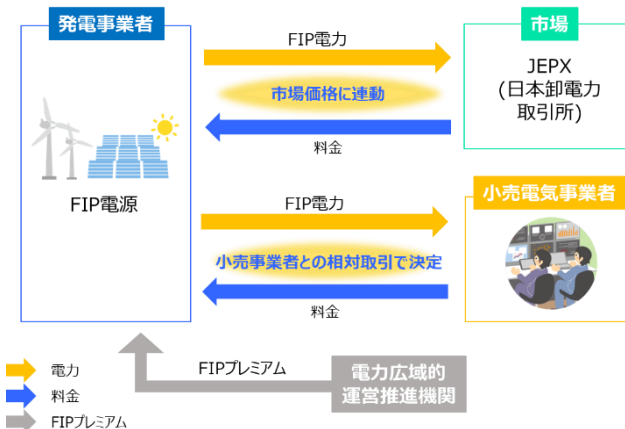 発電事業者
FIP電源
FIP電力
市場価格に連動
料金
市場
JEPX
(日本卸電力
取引所)
FIP電力
小売事業者との相対取引で決定
料金
小売電気事業者
FIPプレミアム
電力広域的
運営推進機関
電力
料金
FIPプレミアム